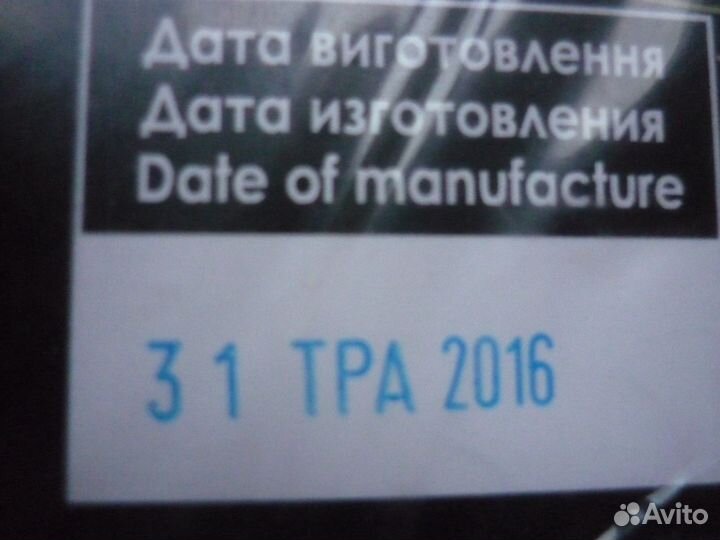 Дата виготовлення
Дата изготовления
Date of manufacture
31 ТРА 2016
Avito